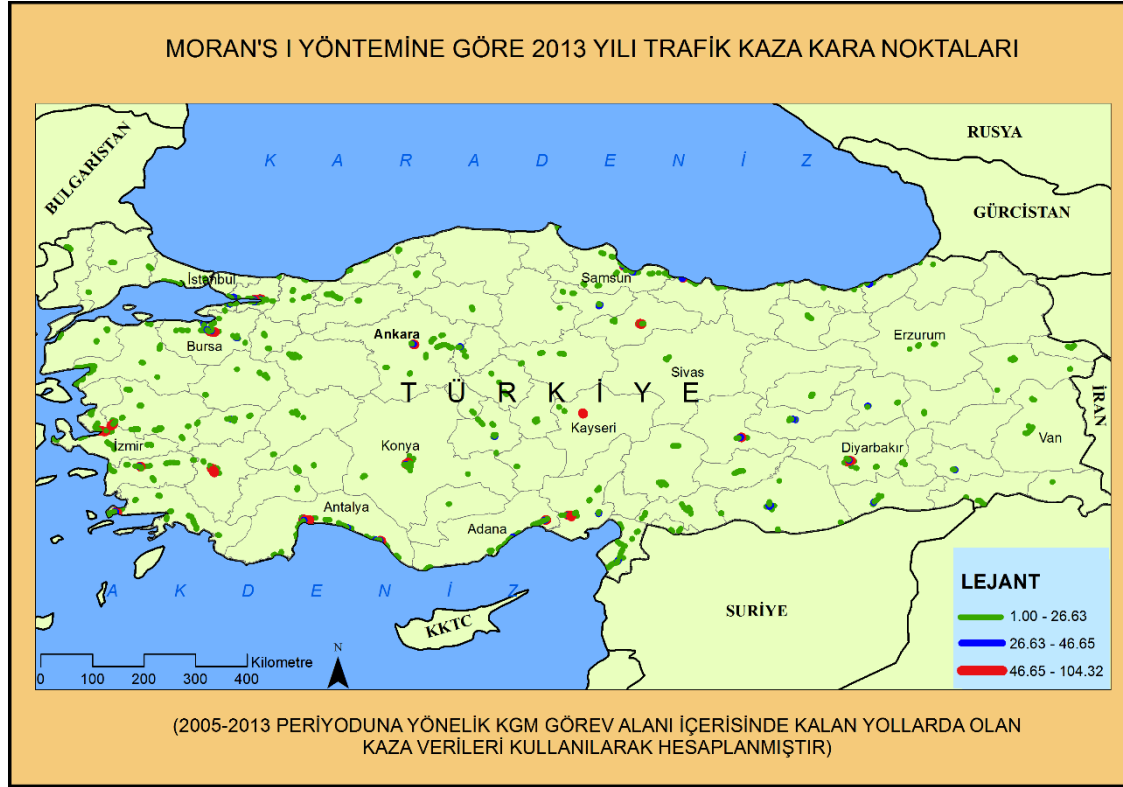 MORAN'S I YÖNTEMİNE GÖRE 2013 YILI TRAFİK KAZA KARA NOKTALARI
RUSYA
BULGARİSTAN
K A R A D E N İ Z
GÜRCİSTAN
İstanbul
Samsun
Bursa
Ankara
Erzurum
Sivas
TÜRKİYE
İRAN
Kayseri
İzmir
Konya
Diyarbakır
Van
Antalya
Adana
A K D E N İ Z
KKTC
SURİYE
LEJANT
1.00 - 26.63
26.63 - 46.65
46.65 - 104.32
N
Kilometre
0 100 200 300 400
(2005-2013 PERİYODUNA YÖNELİK KGM GÖREV ALANI İÇERİSİNDE KALAN YOLLARDA OLAN
KAZA VERİLERİ KULLANILARAK HESAPLANMIŞTIR)